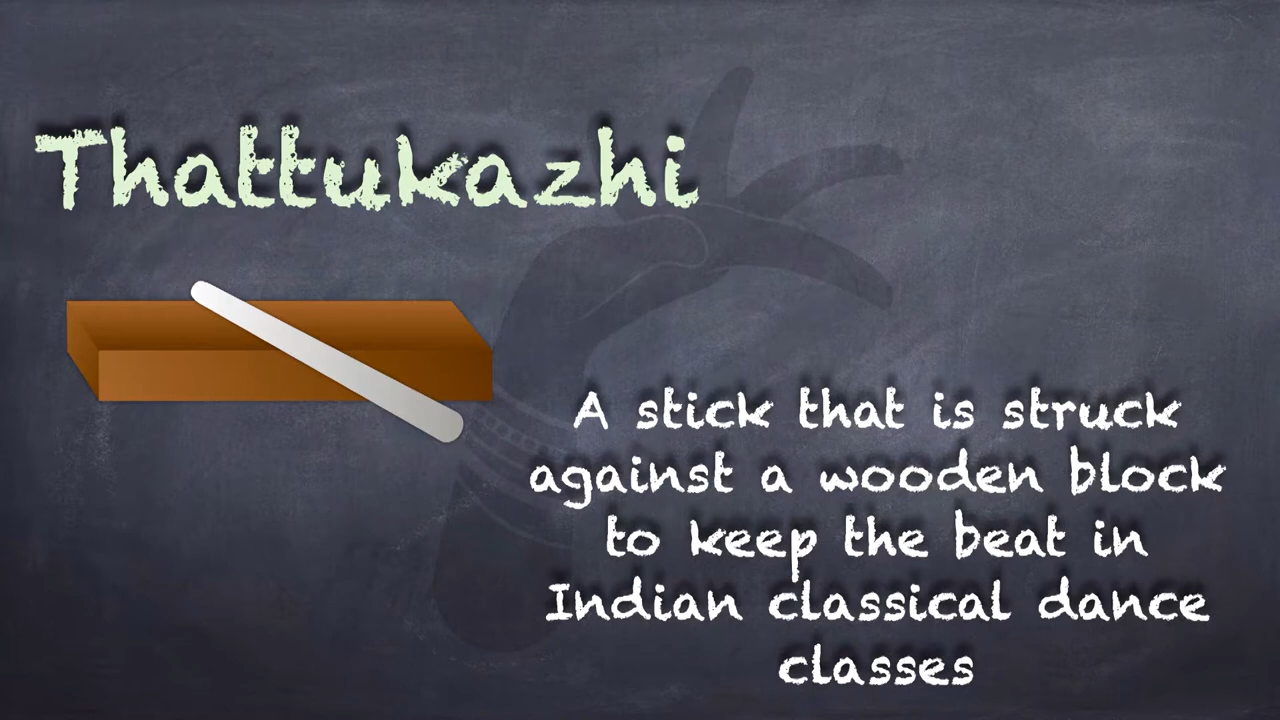 Thattukazhi
A stick that is struck
against a wooden block
to keep the beat in
Indian classical dance
classes